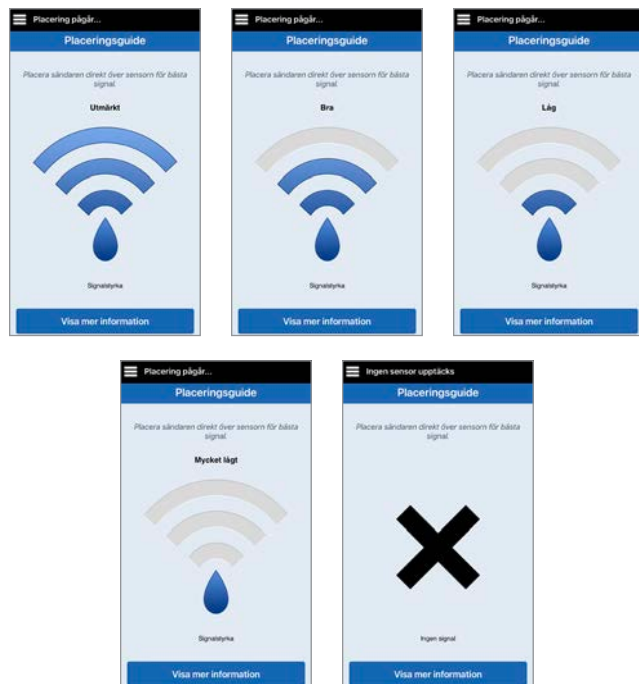 Placering pågår...
Placeringsguide
Placera sändaren direkt över sensorn för bästa
signal.
Utmärkt
Signalstyrka
Visa mer information
Placering pågår...
Placeringsguide
Placera sändaren direkt över sensorn för bästa
signal.
Bra
Signalstyrka
Visa mer information
Placering pågår...
Placeringsguide
Placera sändaren direkt över sensorn för bästa
signal.
Låg
Signalstyrka
Visa mer information
Placering pågår...
Placeringsguide
Placera sändaren direkt över sensorn för bästa
signal.
Mycket lågt
Signalstyrka
Visa mer information
Ingen sensor upptäcks
Placeringsguide
Placera sändaren direkt över sensorn för bästa
signal.
Ingen signal
Visa mer information